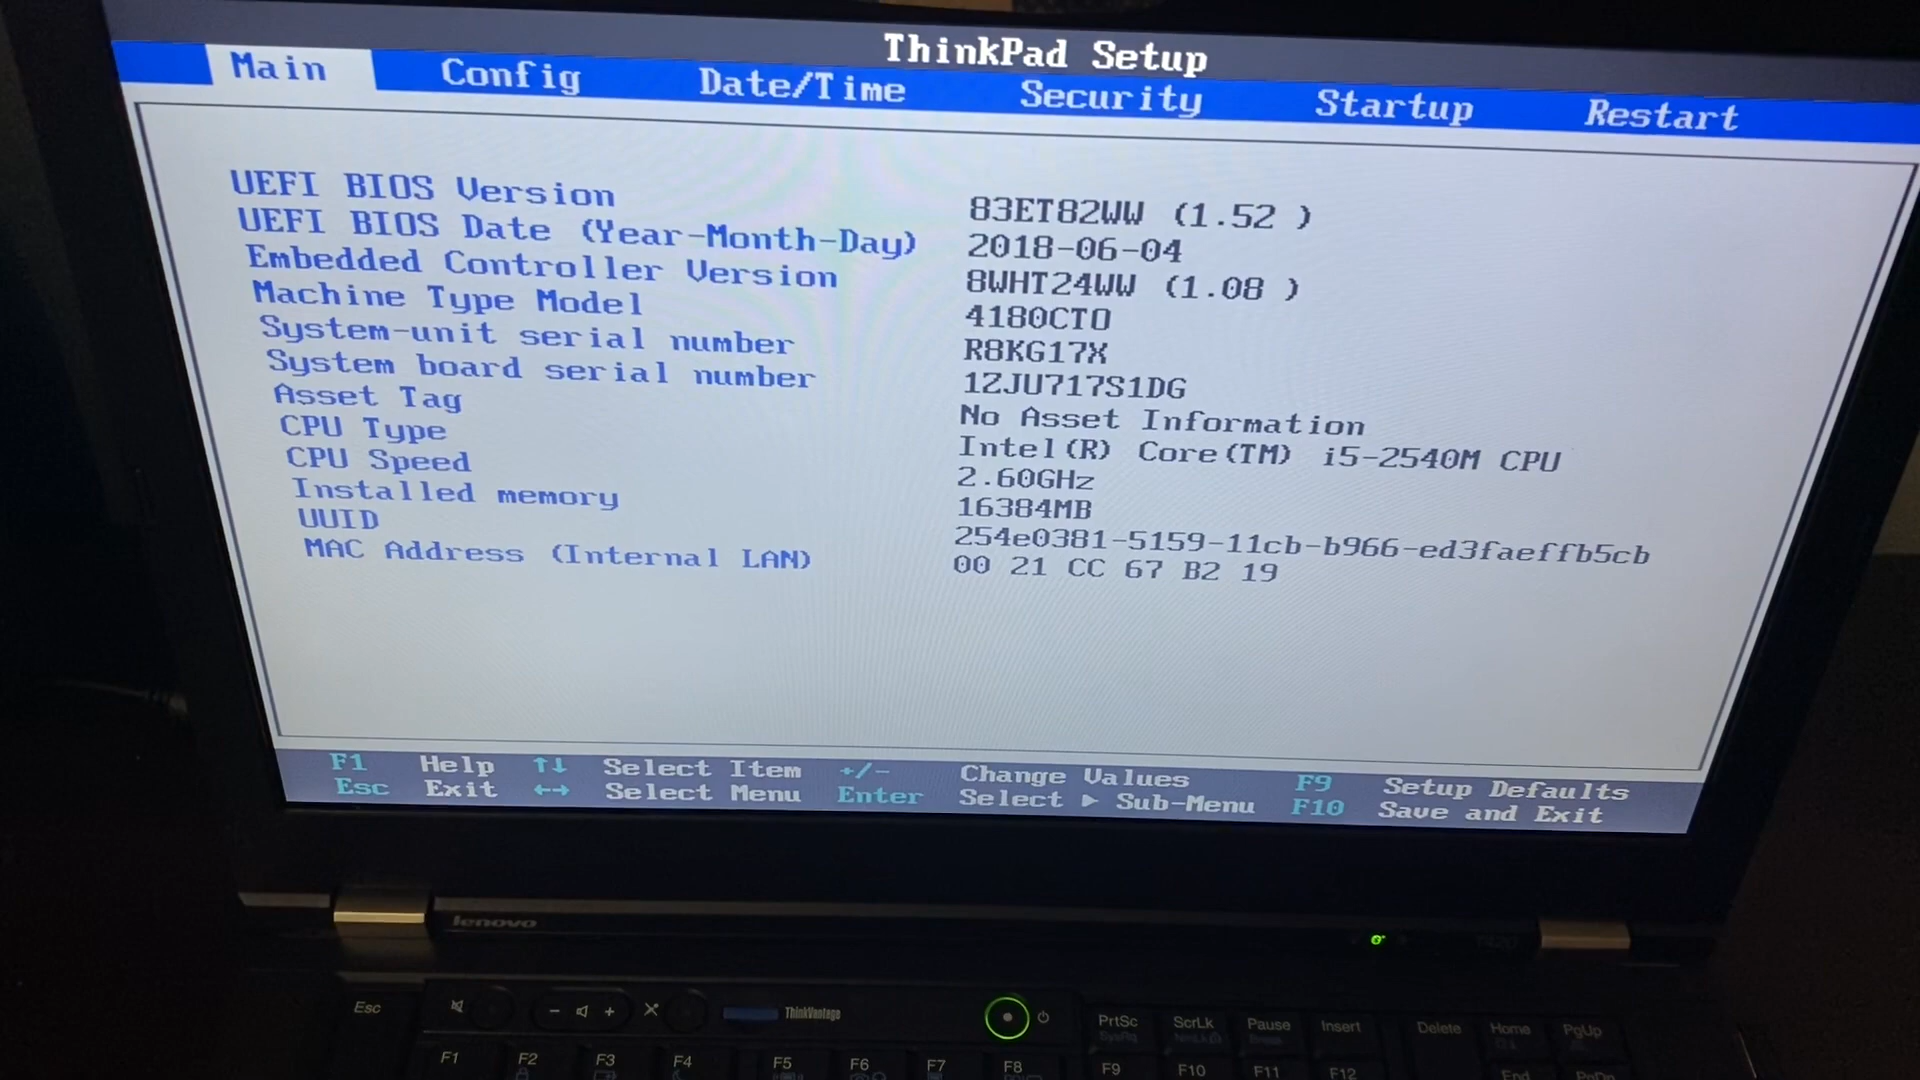 ThinkPad Setup
Main Config Date/Time Security Startup Restart
UEFI BIOS Version 83ET82WW (1.52 )
UEFI BIOS Date (Year-Month-Day) 2018-06-04
Embedded Controller Version 8WHT24WW (1.08 )
Machine Type Model 4180CTO
System-unit serial number R8KG17X
System board serial number 1ZJU717S1DG
Asset Tag No Asset Information
CPU Type Intel(R) Core(TM) i5-2540M CPU
CPU Speed 2.60GHz
Installed memory 16384MB
UUID 254e0381-5159-11cb-b966-ed3faeffb5cb
MAC Address (Internal LAN) 00 21 CC 67 B2 19
F1 Help ↑↓ Select Item +/- Change Values F9 Setup Defaults
Esc Exit ←→ Select Menu Enter Select ▶ Sub-Menu F10 Save and Exit
lenovo
Esc - + ThinkVantage PrtSc ScrLk Pause Insert Delete Home PgUp
F1 F2 F3 F4 F5 F6 F7 F8 F9 F10 F11 F12 End PgDn